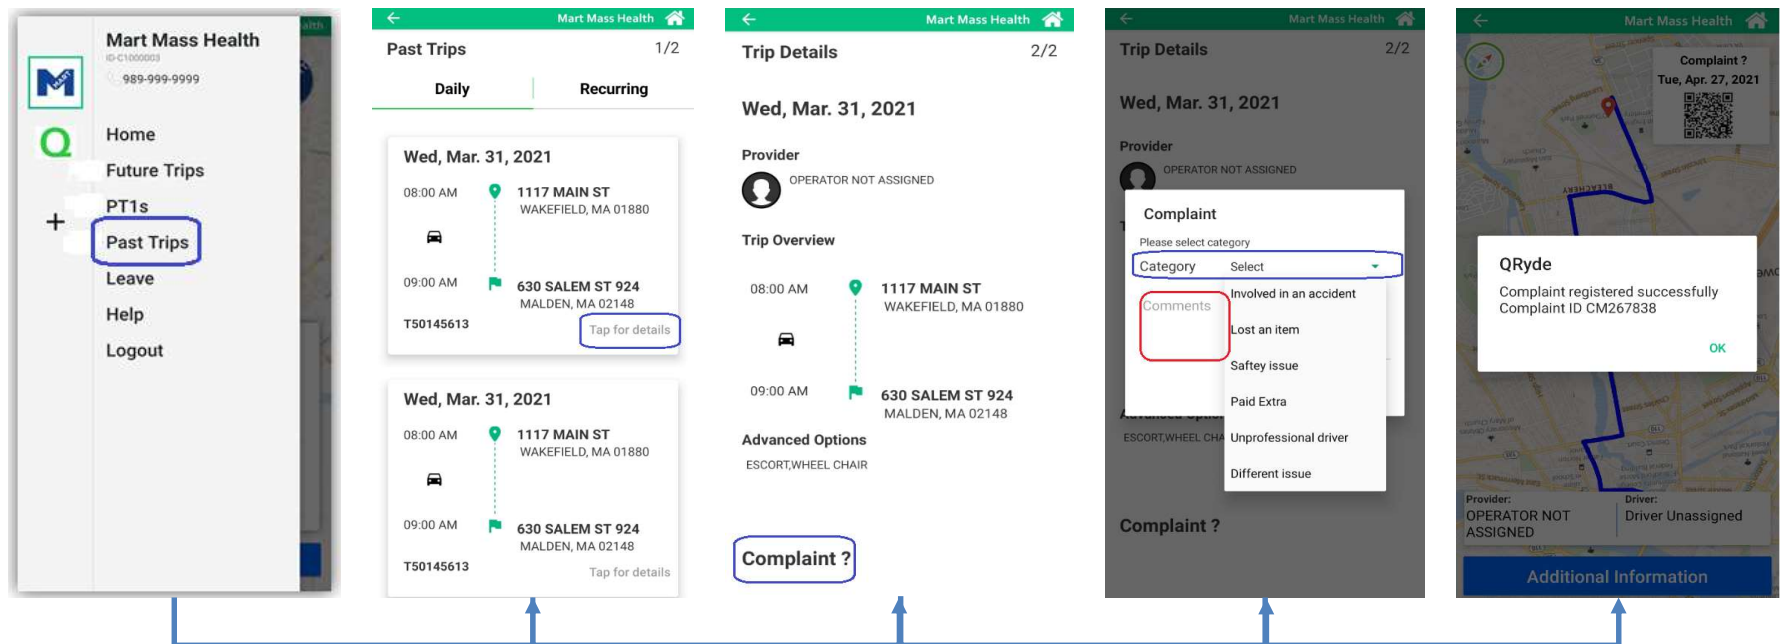 Mart Mass Health
ID-C1000003
989-999-9999
MART
Q
Home
Future Trips
PT1s
+
Past Trips
Leave
Help
Logout
Mart Mass Health
Past Trips 1/2
Daily Recurring
Wed, Mar. 31, 2021
08:00 AM 1117 MAIN ST
WAKEFIELD, MA 01880
09:00 AM 630 SALEM ST 924
MALDEN, MA 02148
T50145613 Tap for details
Wed, Mar. 31, 2021
08:00 AM 1117 MAIN ST
WAKEFIELD, MA 01880
09:00 AM 630 SALEM ST 924
MALDEN, MA 02148
T50145613 Tap for details
Mart Mass Health
Trip Details 2/2
Wed, Mar. 31, 2021
Provider
OPERATOR NOT ASSIGNED
Trip Overview
08:00 AM 1117 MAIN ST
WAKEFIELD, MA 01880
09:00 AM 630 SALEM ST 924
MALDEN, MA 02148
Advanced Options
ESCORT,WHEEL CHAIR
Complaint ?
Mart Mass Health
Trip Details 2/2
Wed, Mar. 31, 2021
Provider
OPERATOR NOT ASSIGNED
Complaint
Please select category
Category Select
Comments
Involved in an accident
Lost an item
Saftey issue
Paid Extra
Unprofessional driver
Different issue
ESCORT,WHEEL CHA
Complaint ?
Mart Mass Health
Complaint ?
Tue, Apr. 27, 2021
BLEACHERY
QRyde
Complaint registered successfully
Complaint ID CM267838
OK
Provider: Driver:
OPERATOR NOT Driver Unassigned
ASSIGNED
Additional Information